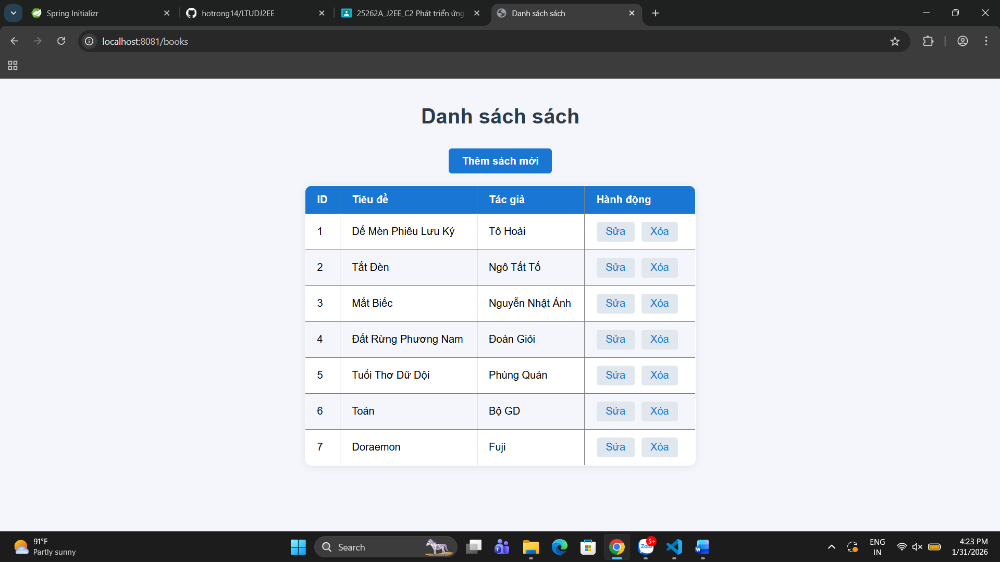 Spring Initializr
hotrong14/LTUDJ2EE
25262A_J2EE_C2 Phát triển ứng
Danh sách sách
localhost:8081/books
Danh sách sách
Thêm sách mới
ID Tiêu đề Tác giả Hành động
1 Dế Mèn Phiêu Lưu Ký Tô Hoài Sửa Xóa
2 Tắt Đèn Ngô Tất Tố Sửa Xóa
3 Mắt Biếc Nguyễn Nhật Ánh Sửa Xóa
4 Đất Rừng Phương Nam Đoàn Giỏi Sửa Xóa
5 Tuổi Thơ Dữ Dội Phùng Quán Sửa Xóa
6 Toán Bộ GD Sửa Xóa
7 Doraemon Fuji Sửa Xóa
91°F
Partly sunny
Search
T
Zalo
5+
W
ENG
IN
4:23 PM
1/31/2026